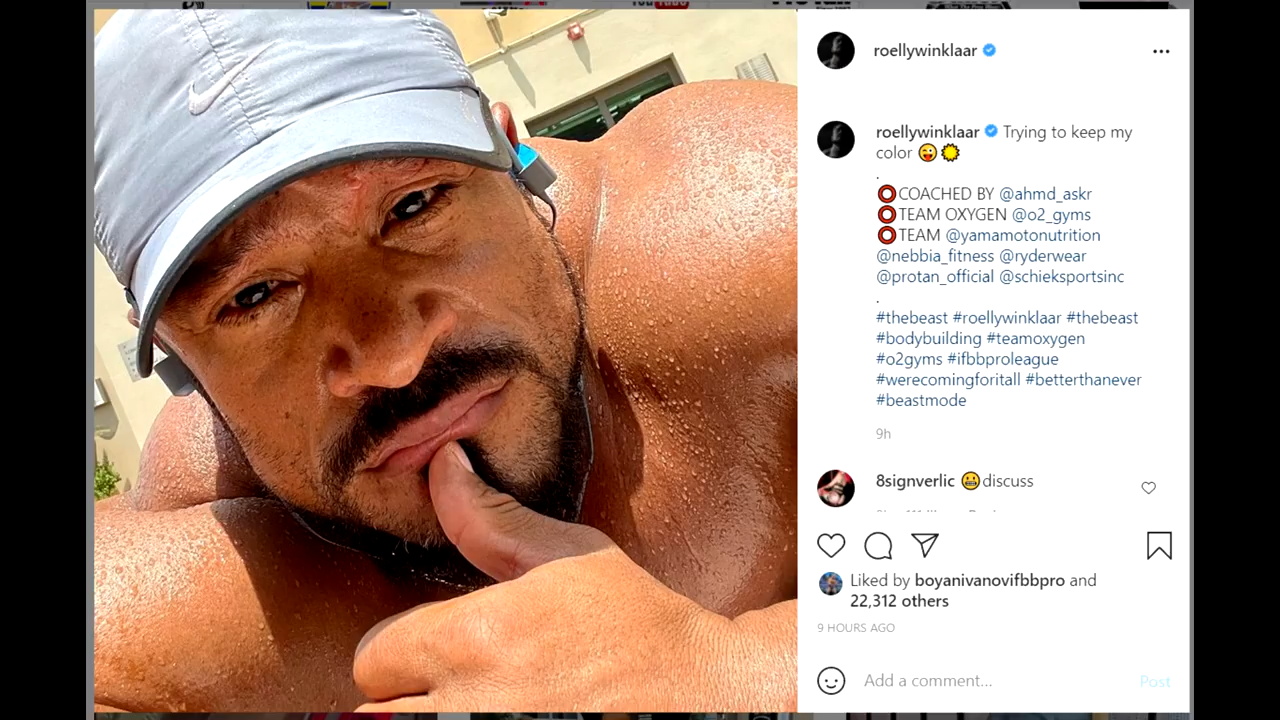 roellywinklaar
roellywinklaar Trying to keep my
color 😜🌟
.
⭕COACHED BY @ahmd_askr
⭕TEAM OXYGEN @o2_gyms
⭕TEAM @yamamotonutrition
@nebbia_fitness @ryderwear
@protan_official @schieksportsinc
.
#thebeast #roellywinklaar #thebeast
#bodybuilding #teamoxygen
#o2gyms #ifbbproleague
#werecomingforitall #betterthanever
#beastmode
9h
8signverlic 😬discuss
Liked by boyanivanovifbbpro and
22,312 others
9 HOURS AGO
Add a comment...
Post